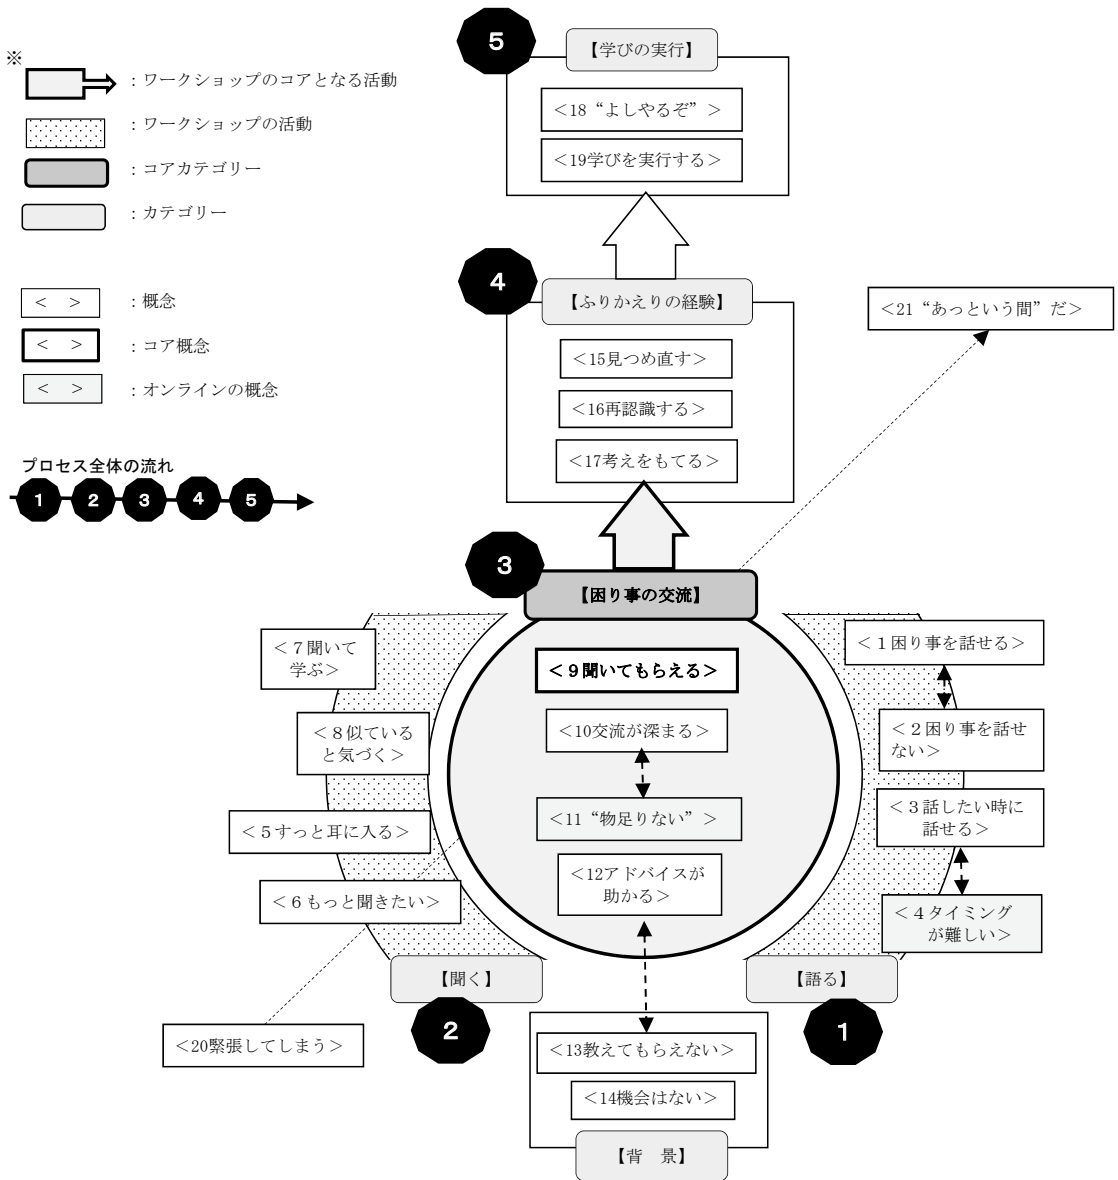 ※
：ワークショップのコアとなる活動
：ワークショップの活動
：コアカテゴリー
：カテゴリー
＜　＞
：概念
＜　＞
：コア概念
＜　＞
：オンラインの概念
プロセス全体の流れ
1 2 3 4 5
5
【学びの実行】
＜18“よしやるぞ”＞
＜19学びを実行する＞
4
【ふりかえりの経験】
＜15見つめ直す＞
＜16再認識する＞
＜17考えをもてる＞
＜21“あっという間”だ＞
3
【困り事の交流】
＜９聞いてもらえる＞
＜10交流が深まる＞
＜11“物足りない”＞
＜12アドバイスが
助かる＞
＜７聞いて
学ぶ＞
＜８似ている
と気づく＞
＜５すっと耳に入る＞
＜６もっと聞きたい＞
【聞く】
2
＜20緊張してしまう＞
＜１困り事を話せる＞
＜２困り事を話せ
ない＞
＜３話したい時に
話せる＞
＜４タイミング
が難しい＞
【語る】
1
＜13教えてもらえない＞
＜14機会はない＞
【背　景】